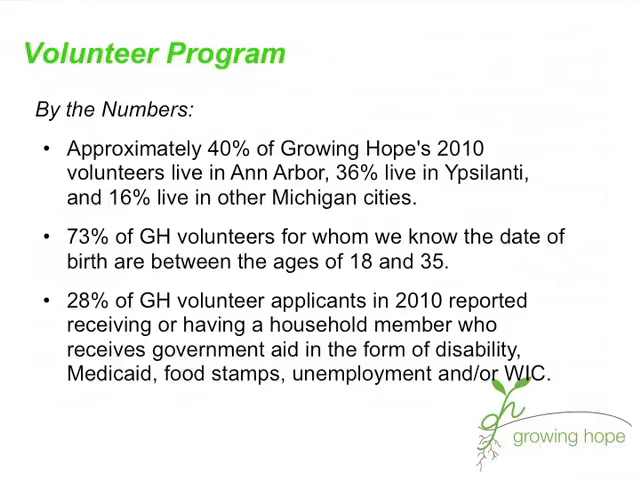 Volunteer Program
By the Numbers:
• Approximately 40% of Growing Hope's 2010
volunteers live in Ann Arbor, 36% live in Ypsilanti,
and 16% live in other Michigan cities.
• 73% of GH volunteers for whom we know the date of
birth are between the ages of 18 and 35.
• 28% of GH volunteer applicants in 2010 reported
receiving or having a household member who
receives government aid in the form of disability,
Medicaid, food stamps, unemployment and/or WIC.
gh
growing hope